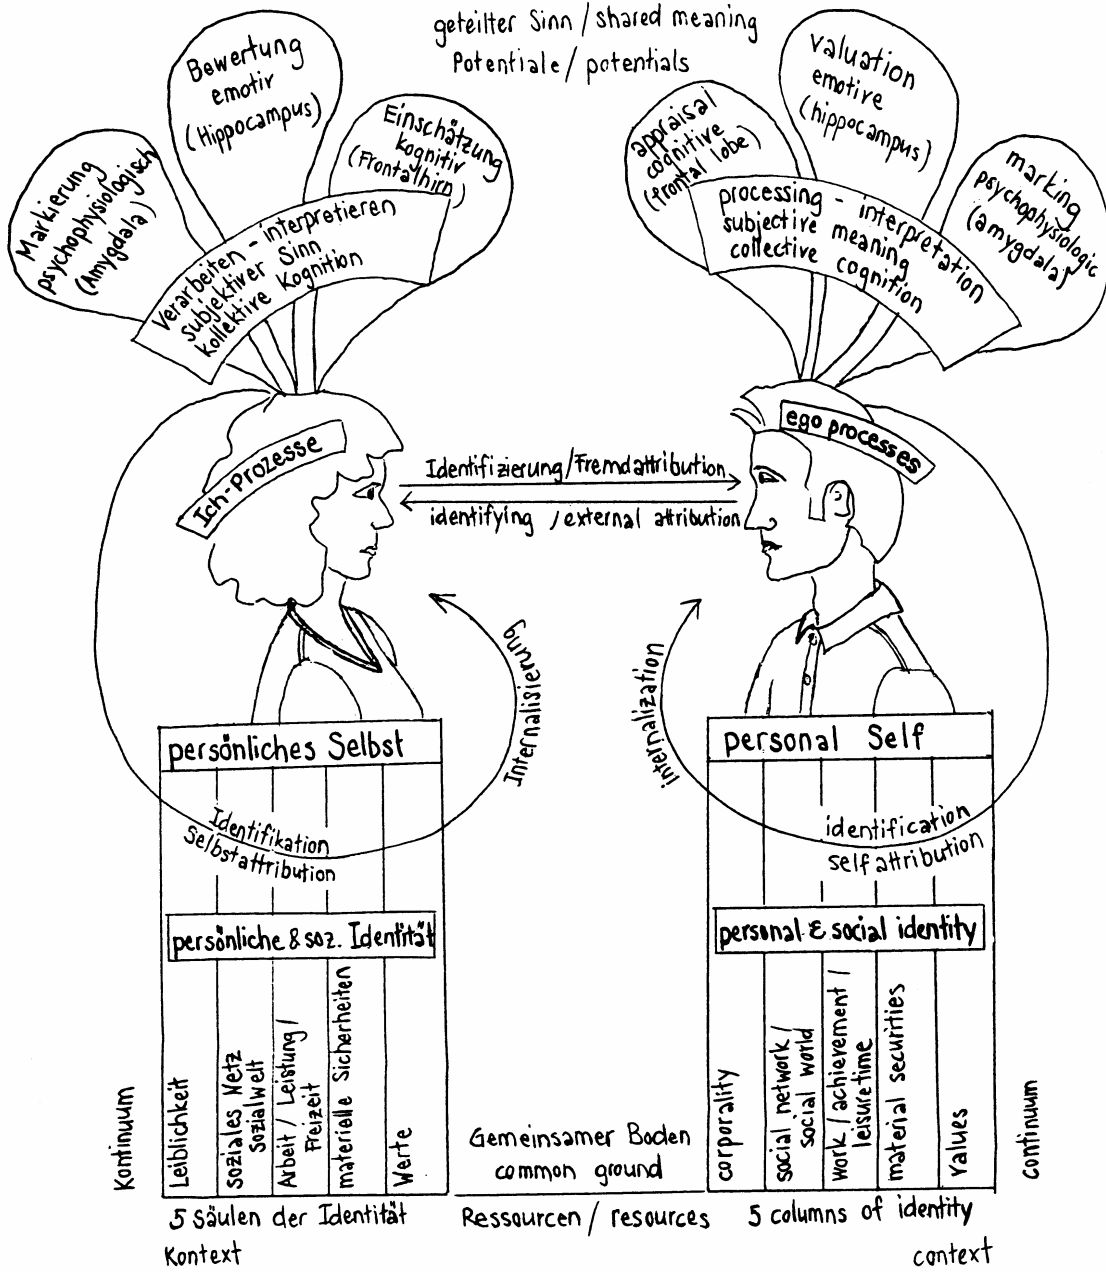 geteilter Sinn / shared meaning
Potentiale / potentials
Markierung
psychophysiologisch
(Amygdala)
Bewertung
emotiv
(Hippocampus)
Einschätzung
kognitiv
(Frontalhirn)
Verarbeiten - interpretieren
subjektiver Sinn
kollektive Kognition
appraisal
cognitive
(frontal lobe)
valuation
emotive
(hippocampus)
marking
psychophysiologic
(amygdala)
processing - interpretation
subjective meaning
collective cognition
Ich-Prozesse
ego processes
Identifizierung/Fremdattribution
identifying / external attribution
Internalisierung
internalization
persönliches Selbst
Identifikation
Selbstattribution
persönliche & soz. Identität
Kontinuum
Leiblichkeit
soziales Netz
Sozialwelt
Arbeit / Leistung /
Freizeit
materielle Sicherheiten
Werte
5 Säulen der Identität
Kontext
Gemeinsamer Boden
common ground
Ressourcen / resources
personal Self
identification
self attribution
personal & social identity
corporality
social network /
social world
work / achievement /
leisuretime
material securities
values
continuum
5 columns of identity
context